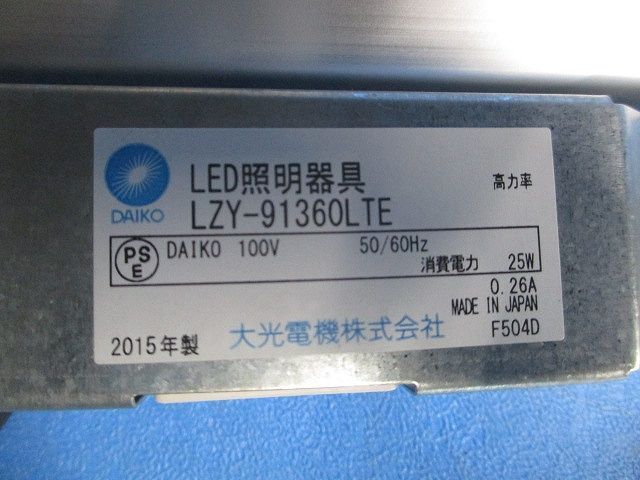 DAIKO
LED照明器具
高力率
LZY-91360LTE
PS
E
DAIKO 100V 50/60Hz
消費電力 25W
0.26A
MADE IN JAPAN
2015年製 大光電機株式会社 F504D